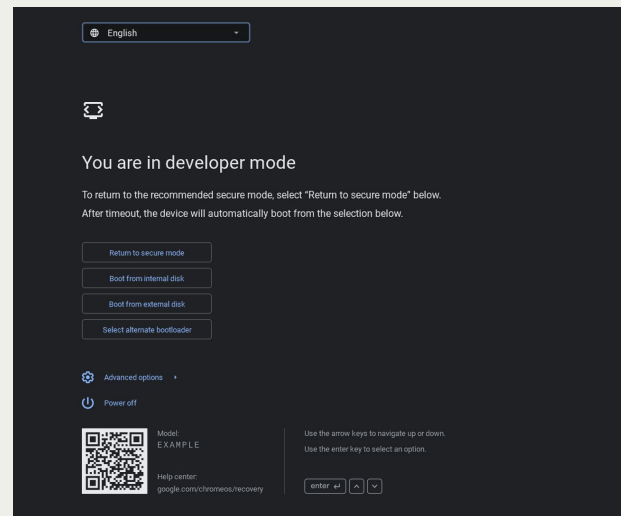 English
You are in developer mode
To return to the recommended secure mode, select “Return to secure mode” below.
After timeout, the device will automatically boot from the selection below.
Return to secure mode
Boot from internal disk
Boot from external disk
Select alternate bootloader
Advanced options
Power off
Model:
EXAMPLE
Help center:
google.com/chromeos/recovery
Use the arrow keys to navigate up or down.
Use the enter key to select an option.
enter